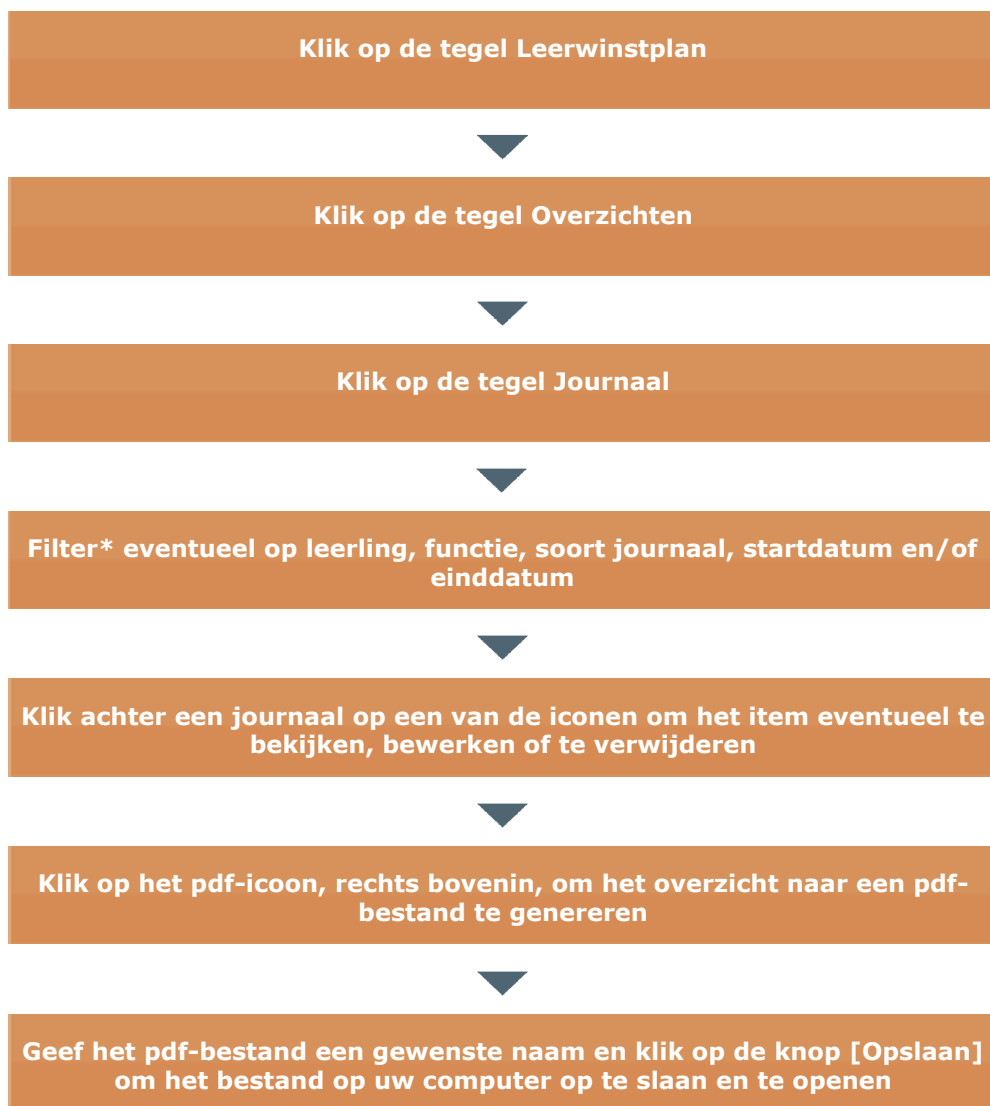 Klik op de tegel Leerwinstplan
Klik op de tegel Overzichten
Klik op de tegel Journaal
Filter* eventueel op leerling, functie, soort journaal, startdatum en/of
einddatum
Klik achter een journaal op een van de iconen om het item eventueel te
bekijken, bewerken of te verwijderen
Klik op het pdf-icoon, rechts bovenin, om het overzicht naar een pdf-
bestand te genereren
Geef het pdf-bestand een gewenste naam en klik op de knop [Opslaan]
om het bestand op uw computer op te slaan en te openen